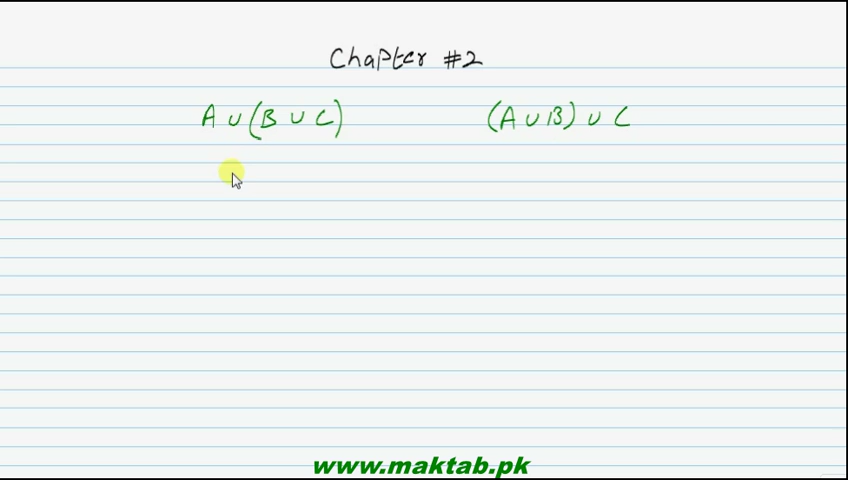 Chapter #2
A ∪ (B ∪ C) (A ∪ B) ∪ C
www.maktab.pk